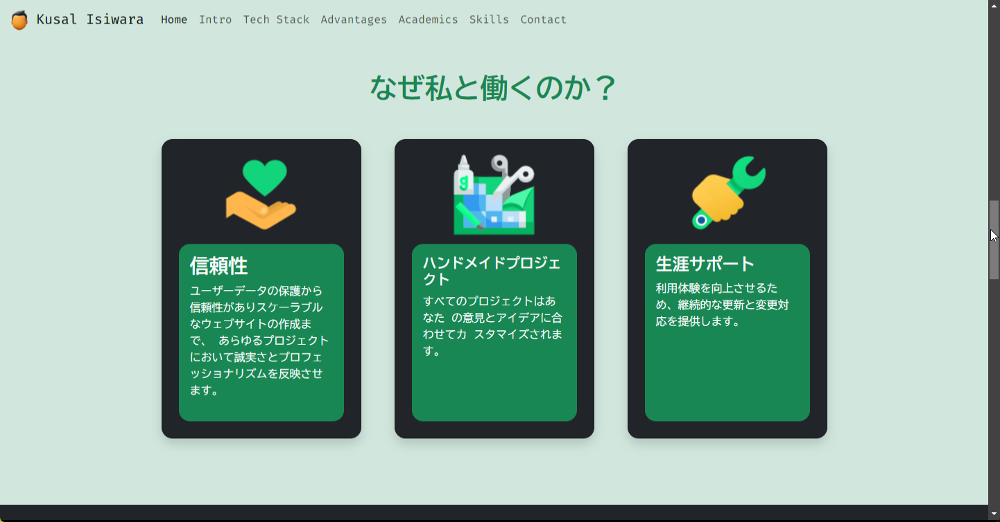 Kusal Isiwara Home Intro Tech Stack Advantages Academics Skills Contact
なぜ私と働くのか？
信頼性
ユーザーデータの保護から
信頼性がありスケーラブル
なウェブサイトの作成ま
で、 あらゆるプロジェクト
において誠実さとプロフェ
ッショナリズムを反映させ
ます。
g
ハンドメイドプロジェ
クト
すべてのプロジェクトはあ
なた の意見とアイデアに合
わせてカ スタマイズされま
す。
生涯サポート
利用体験を向上させるた
め、継続的な更新と変更対
応を提供します。